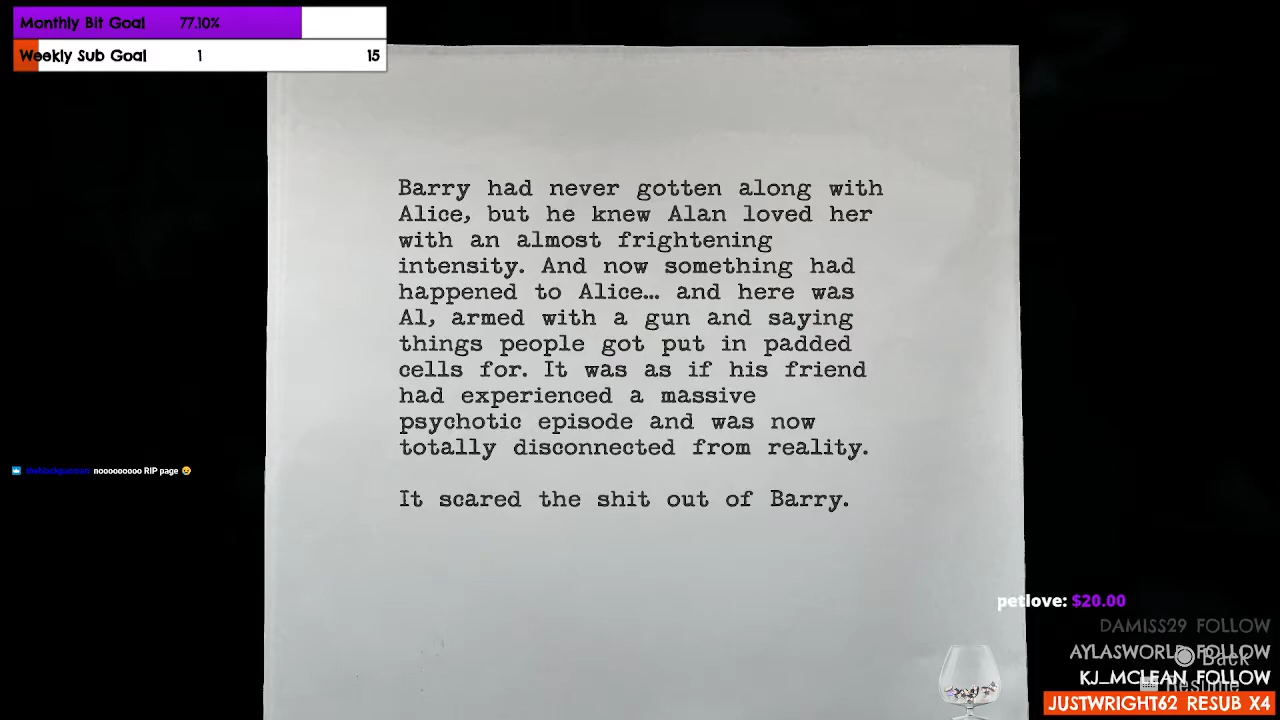 Monthly Bit Goal 77.10%
Weekly Sub Goal 1 15
Barry had never gotten along with
Alice, but he knew Alan loved her
with an almost frightening
intensity. And now something had
happened to Alice... and here was
Al, armed with a gun and saying
things people got put in padded
cells for. It was as if his friend
had experienced a massive
psychotic episode and was now
totally disconnected from reality.
It scared the shit out of Barry.
nooooooooo RIP page
petlove: $20.00
DAMISS29 FOLLOW
AYLASWORLD FOLLOW
Back
KJ_MCLEAN FOLLOW
Resume
JUSTWRIGHT62 RESUB X4